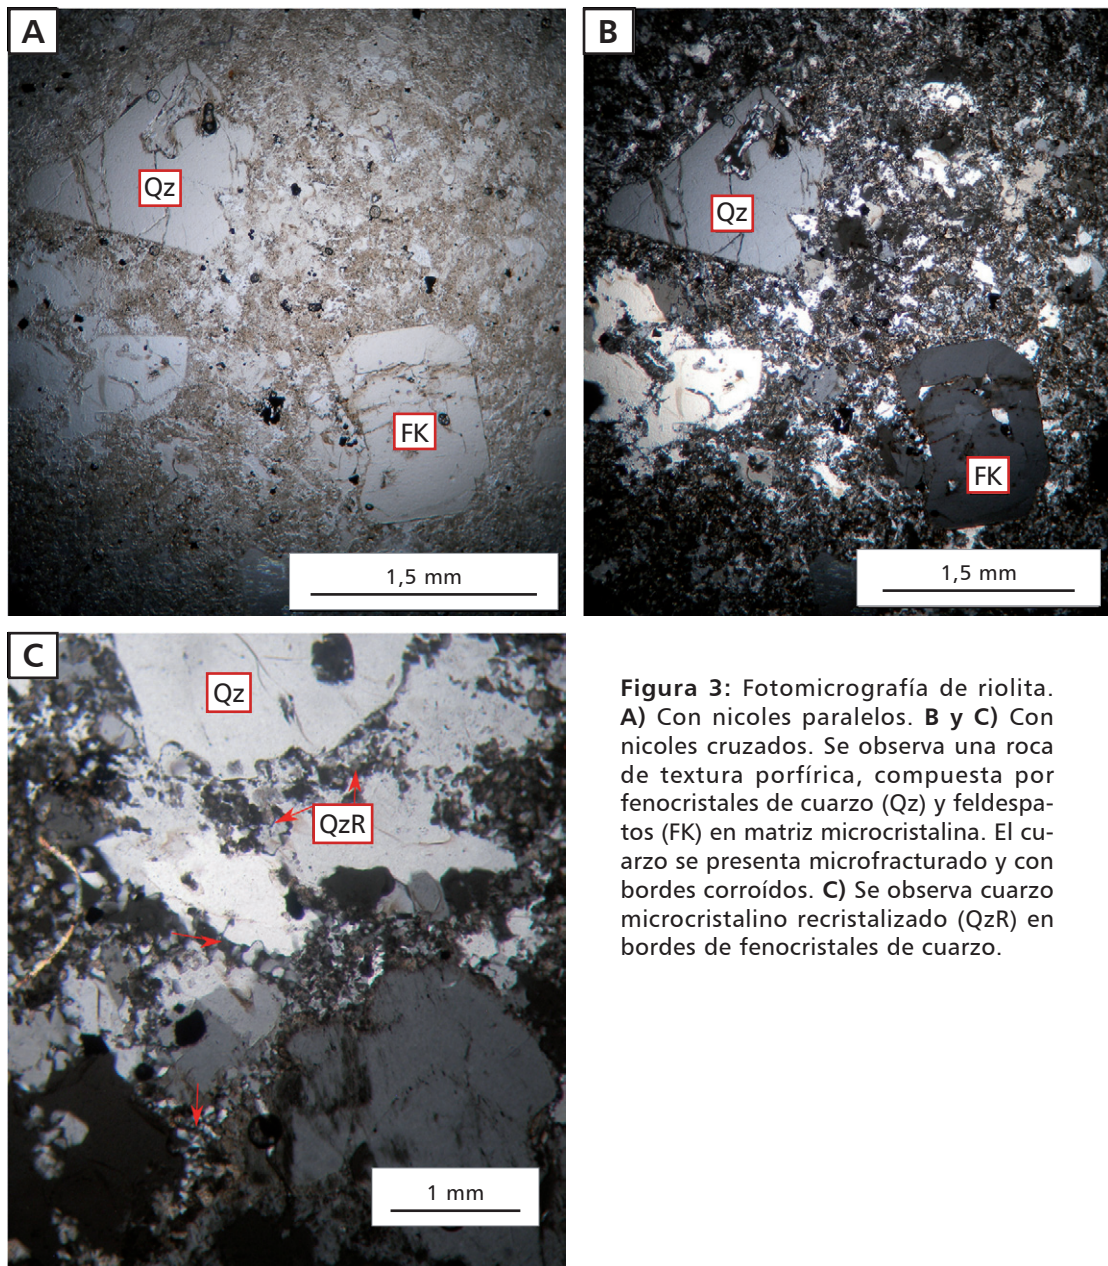 A
Qz
FK
1,5 mm
B
Qz
FK
1,5 mm
C
Qz
QzR
1 mm
Figura 3: Fotomicrografía de riolita.
A) Con nicoles paralelos. B y C) Con
nicoles cruzados. Se observa una roca
de textura porfírica, compuesta por
fenocristales de cuarzo (Qz) y feldespa-
tos (FK) en matriz microcristalina. El cu-
arzo se presenta microfracturado y con
bordes corroídos. C) Se observa cuarzo
microcristalino recristalizado (QzR) en
bordes de fenocristales de cuarzo.